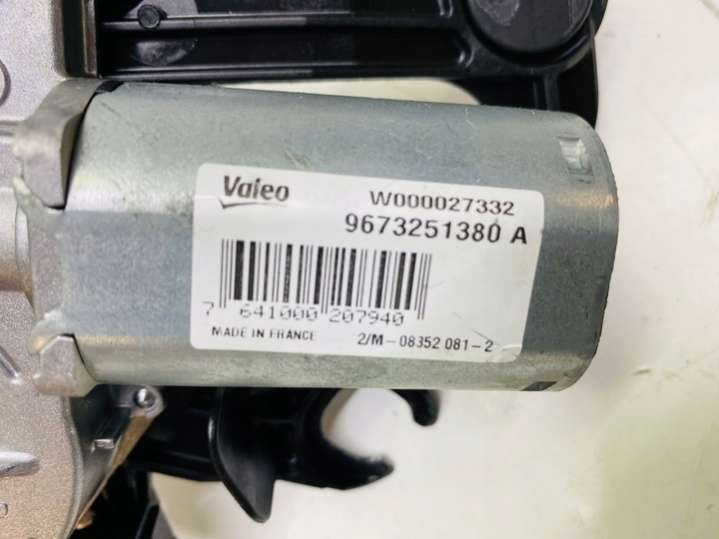 Valeo W000027332
9673251380 A
7 641000 207940
MADE IN FRANCE 2/M-08352 081-2